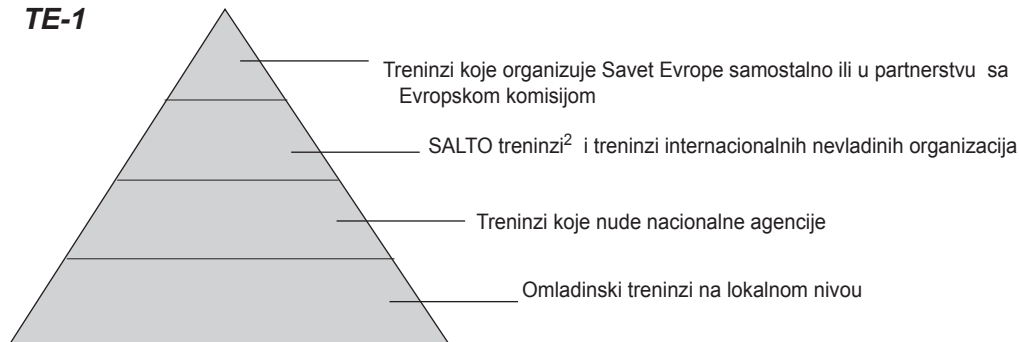 TE-1
Treninzi koje organizuje Savet Evrope samostalno ili u partnerstvu sa
Evropskom komisijom
SALTO treninzi² i treninzi internacionalnih nevladinih organizacija
Treninzi koje nude nacionalne agencije
Omladinski treninzi na lokalnom nivou